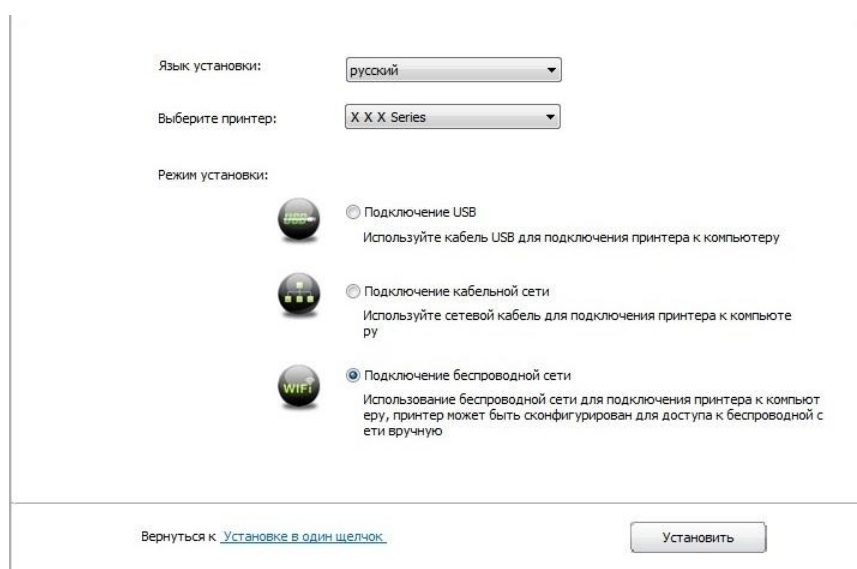 Язык установки: русский
Выберите принтер: X X X Series
Режим установки:
USB
Подключение USB
Используйте кабель USB для подключения принтера к компьютеру
Подключение кабельной сети
Используйте сетевой кабель для подключения принтера к компьюте
ру
WiFi
Подключение беспроводной сети
Использование беспроводной сети для подключения принтера к компьют
еру, принтер может быть сконфигурирован для доступа к беспроводной с
ети вручную
Вернуться к Установке в один щелчок
Установить